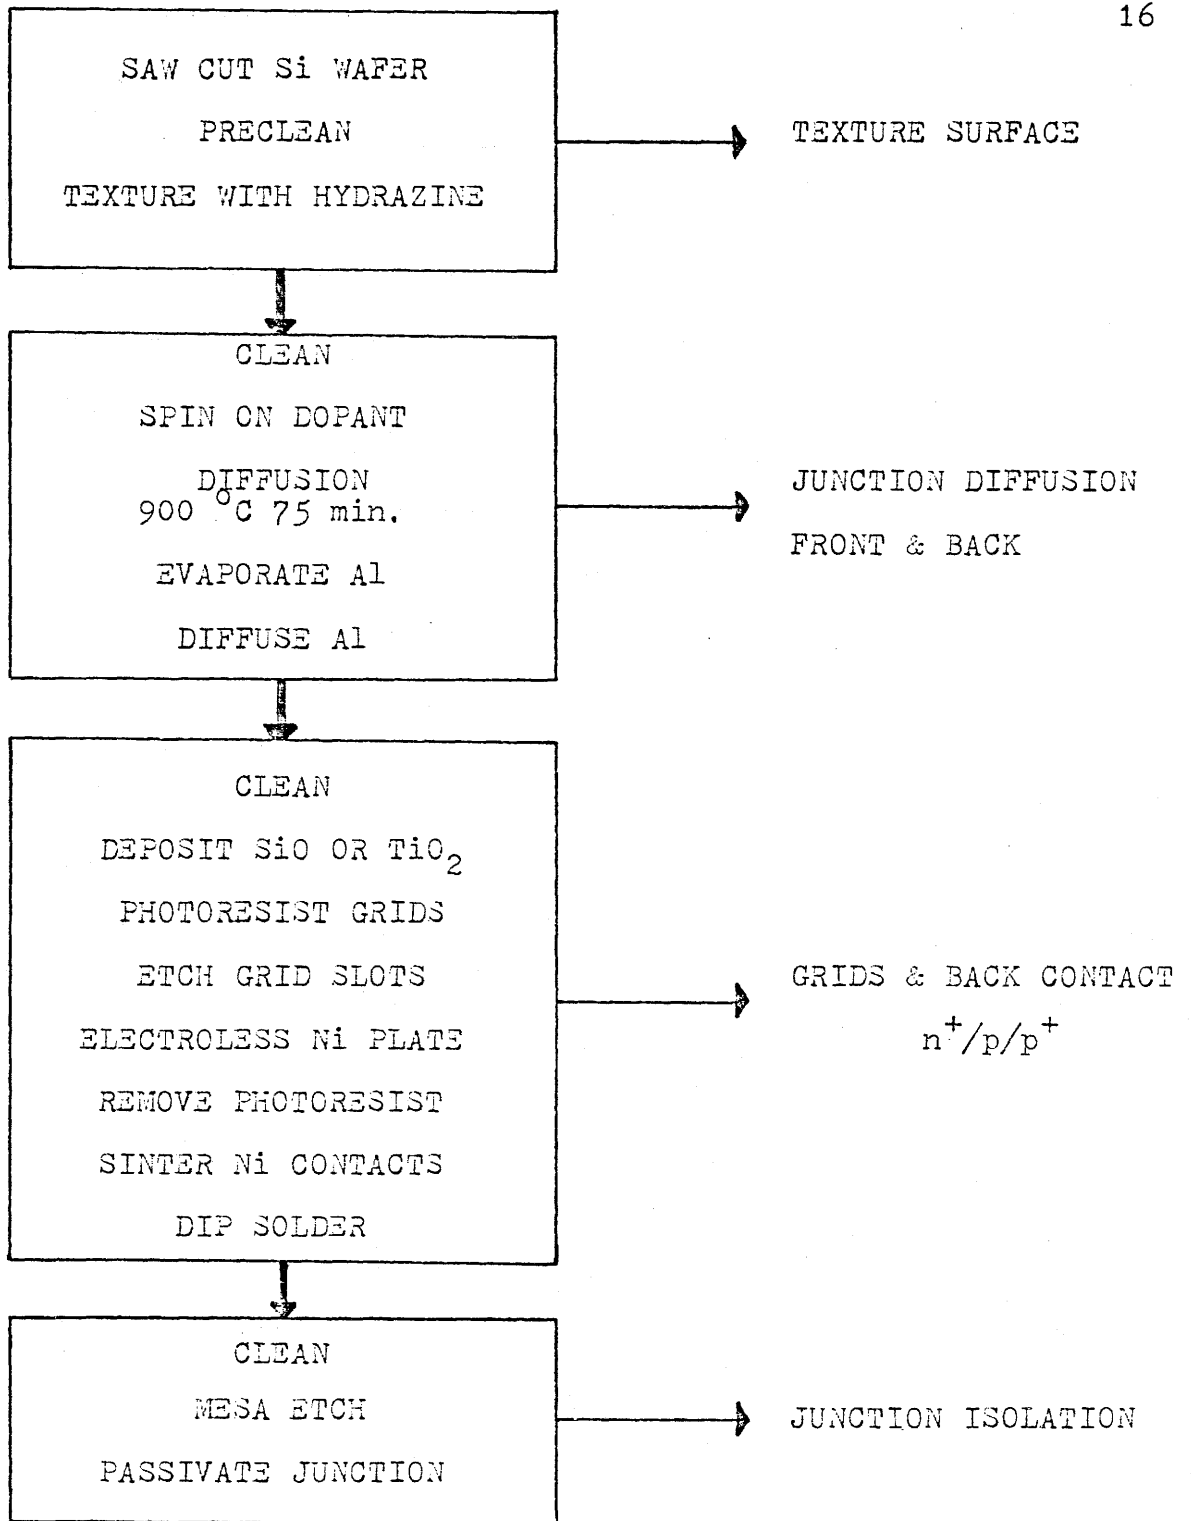 16
SAW CUT Si WAFER
PRECLEAN
TEXTURE WITH HYDRAZINE
TEXTURE SURFACE
CLEAN
SPIN ON DOPANT
DIFFUSION
900 °C 75 min.
EVAPORATE Al
DIFFUSE Al
JUNCTION DIFFUSION
FRONT & BACK
CLEAN
DEPOSIT SiO OR TiO₂
PHOTORESIST GRIDS
ETCH GRID SLOTS
ELECTROLESS Ni PLATE
REMOVE PHOTORESIST
SINTER Ni CONTACTS
DIP SOLDER
GRIDS & BACK CONTACT
n⁺/p/p⁺
CLEAN
MESA ETCH
PASSIVATE JUNCTION
JUNCTION ISOLATION